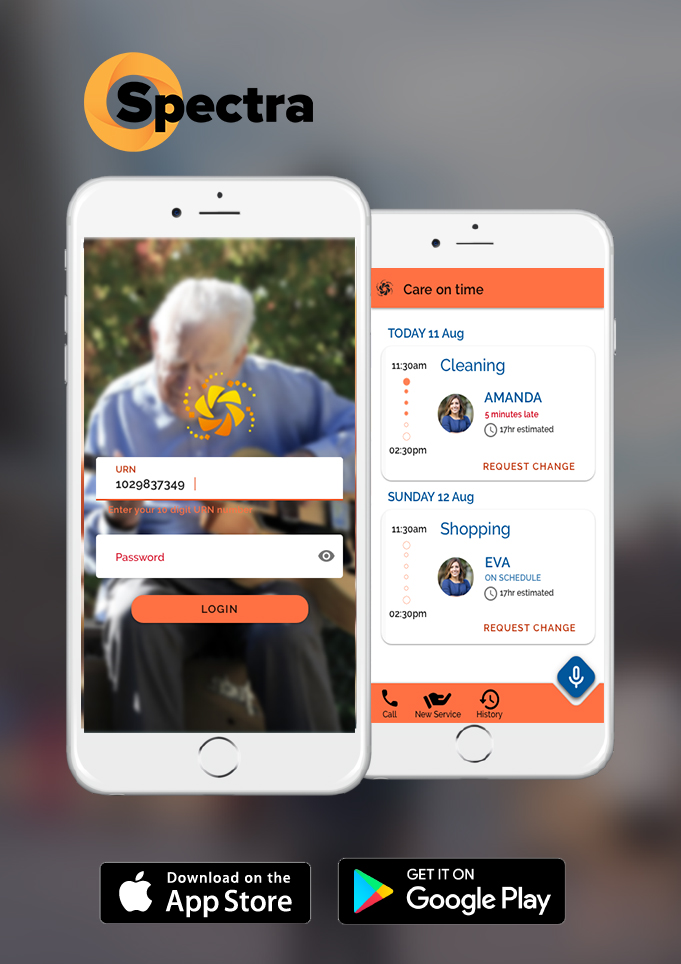 Spectra
URN
1029837349
Enter your 10 digit URN number
Password
LOGIN
Care on time
TODAY 11 Aug
11:30am
Cleaning
AMANDA
5 minutes late
17hr estimated
02:30pm
REQUEST CHANGE
SUNDAY 12 Aug
11:30am
Shopping
EVA
ON SCHEDULE
17hr estimated
02:30pm
REQUEST CHANGE
Call
New Service
History
Download on the
App Store
GET IT ON
Google Play